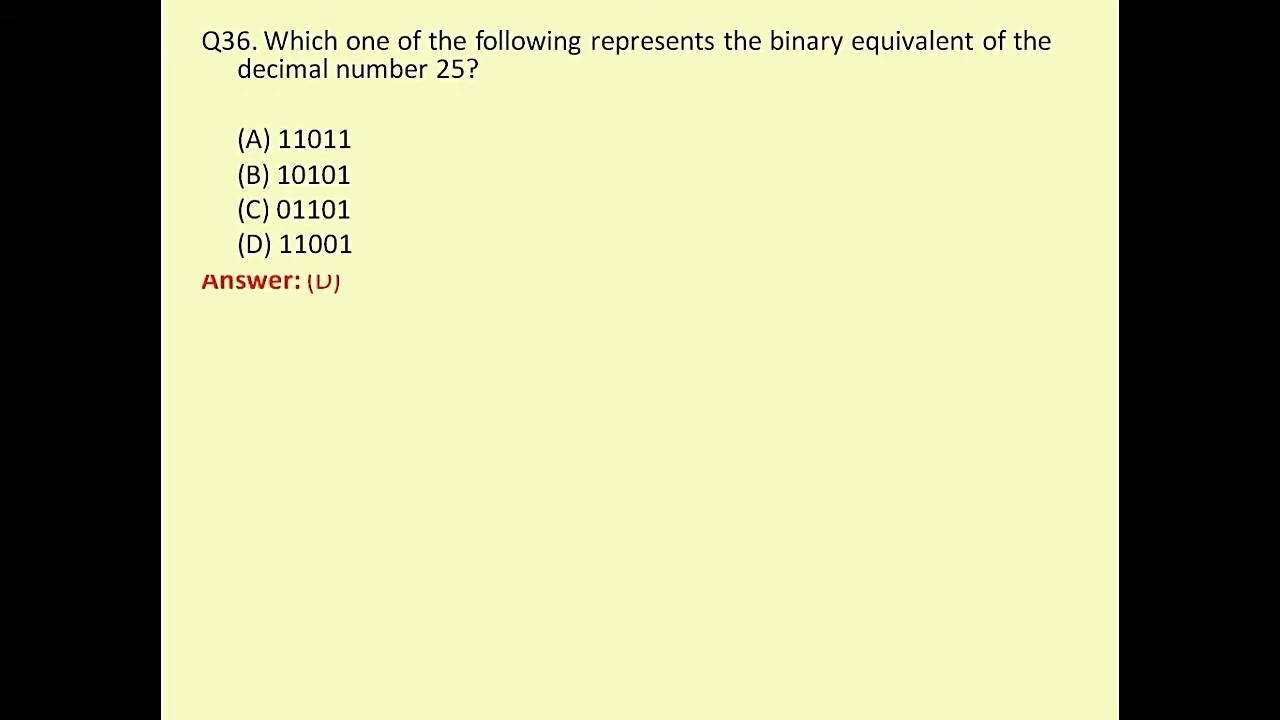 Q36. Which one of the following represents the binary equivalent of the
decimal number 25?
(A) 11011
(B) 10101
(C) 01101
(D) 11001
Answer: (D)